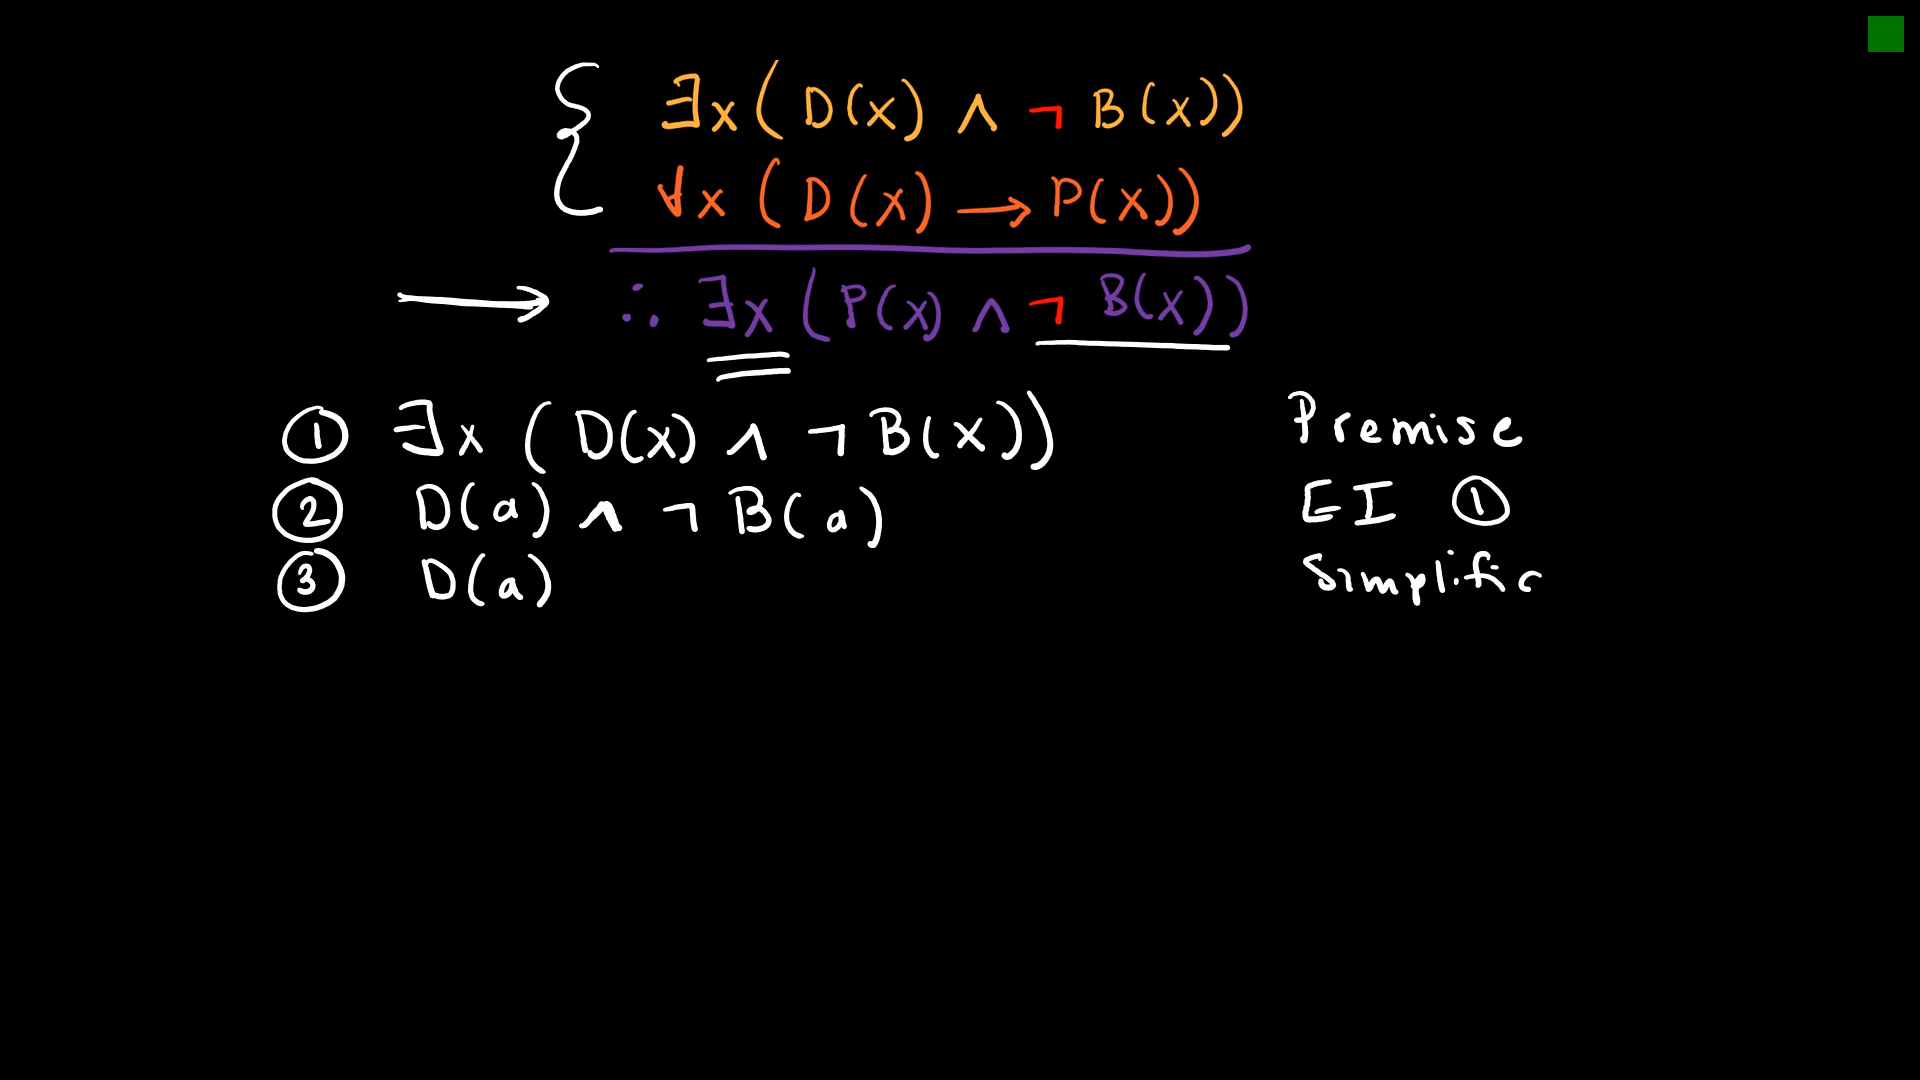 ∃x ( D(x) ∧ ¬ B(x))
∀x ( D(x) → P(x))
∴ ∃x ( P(x) ∧ ¬ B(x))
① ∃x ( D(x) ∧ ¬ B(x)) Premise
② D(a) ∧ ¬ B(a) EI ①
③ D(a) Simplific